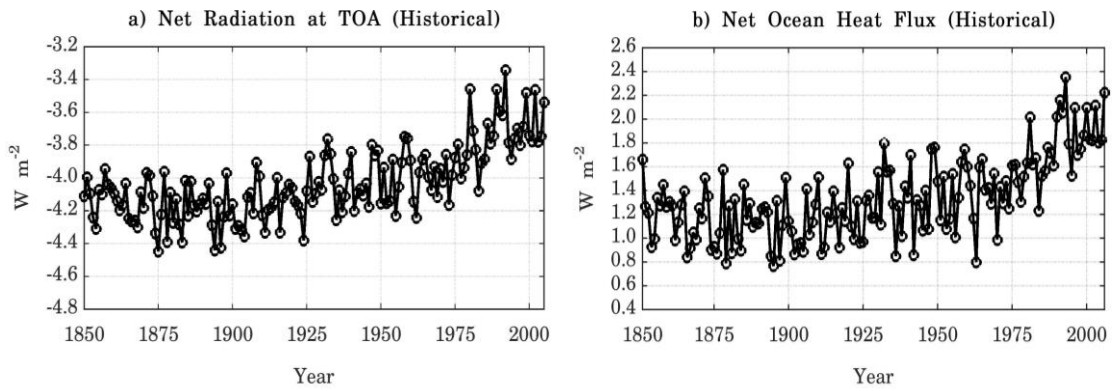 a) Net Radiation at TOA (Historical)
-3.2
-3.4
-3.6
-3.8
-4.0
-4.2
-4.4
-4.6
-4.8
W m-2
1850 1875 1900 1925 1950 1975 2000
Year
b) Net Ocean Heat Flux (Historical)
2.6
2.4
2.2
2.0
1.8
1.6
1.4
1.2
1.0
0.8
0.6
0.4
W m-2
1850 1875 1900 1925 1950 1975 2000
Year